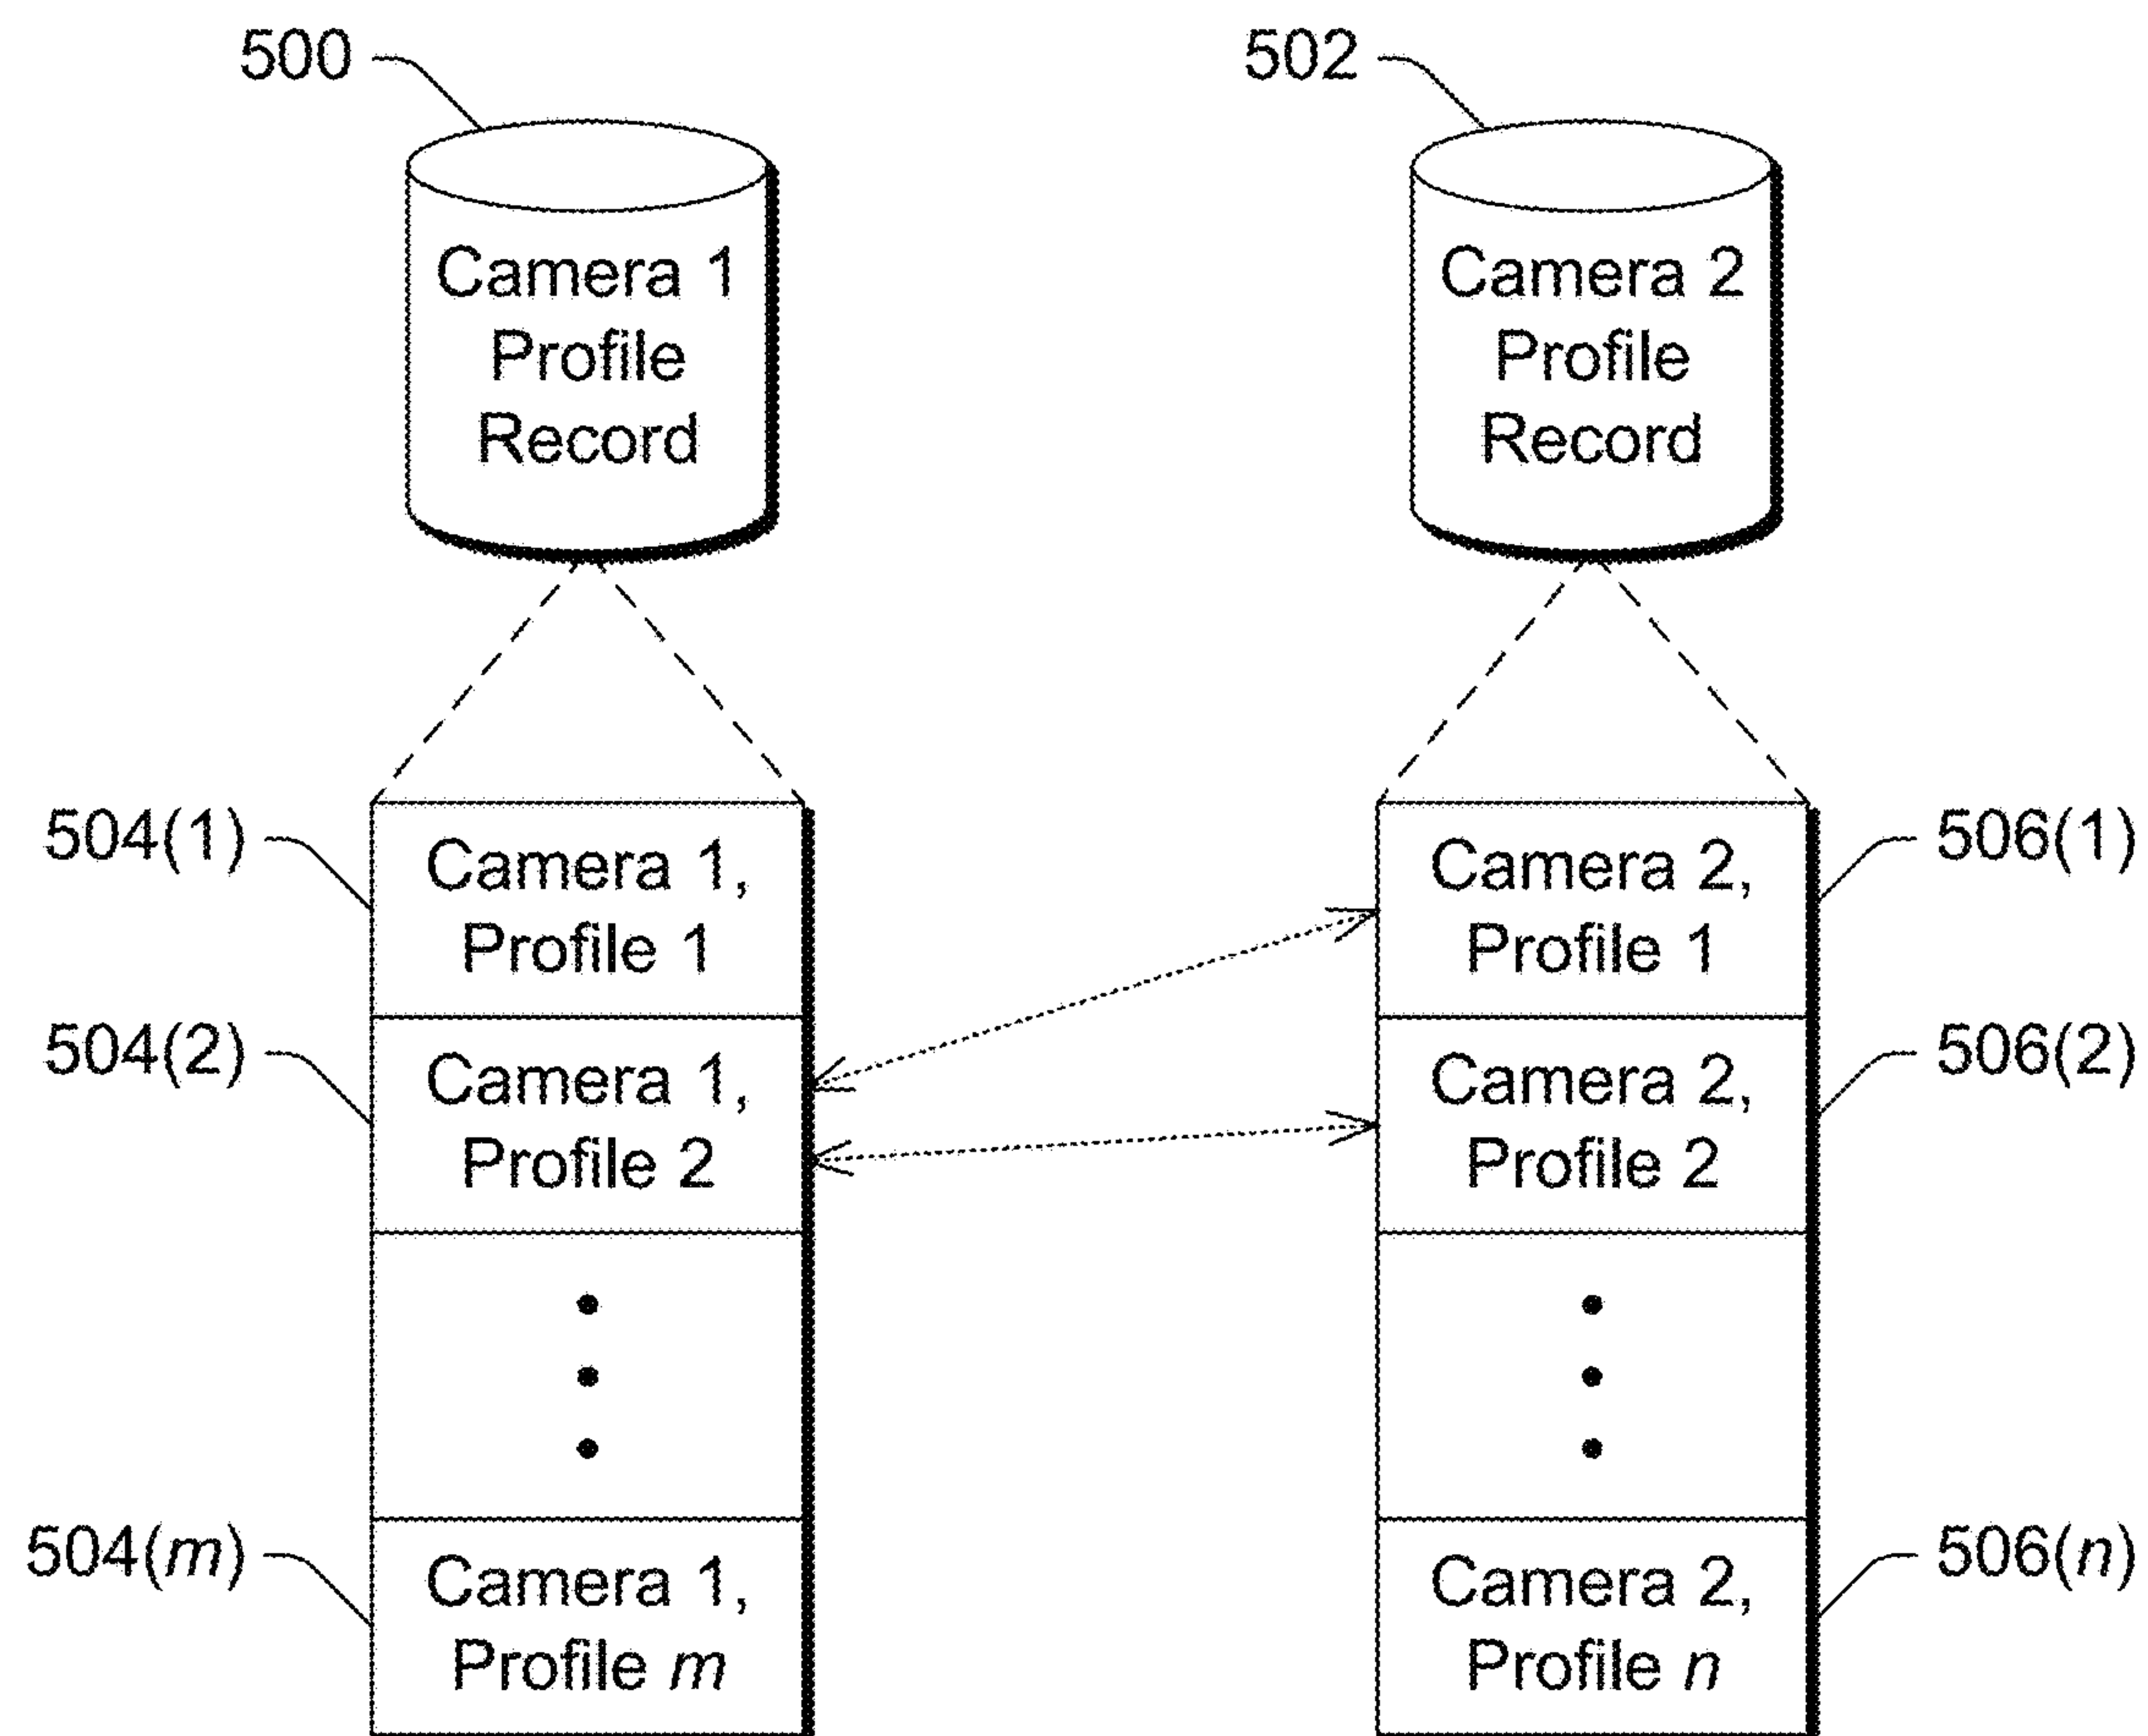 500
502
Camera 1
Profile
Record
Camera 2
Profile
Record
504(1)
Camera 1,
Profile 1
Camera 2,
Profile 1
506(1)
504(2)
Camera 1,
Profile 2
Camera 2,
Profile 2
506(2)
504(m)
Camera 1,
Profile m
Camera 2,
Profile n
506(n)